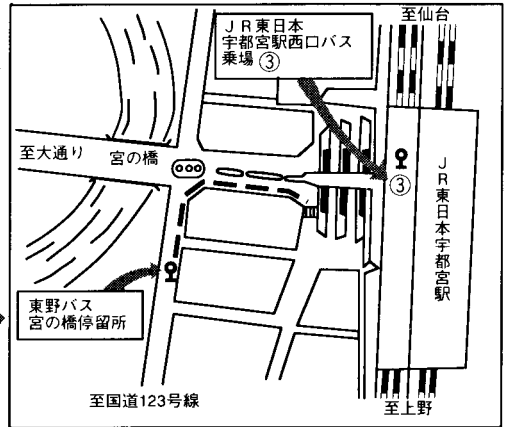 至仙台
JR東日本
宇都宮駅西口バス
乗場③
至大通り 宮の橋
③
JR東日本宇都宮駅
東野バス
宮の橋停留所
至国道123号線
至上野